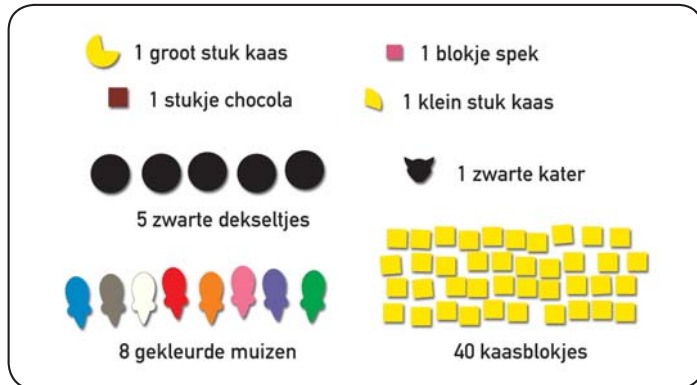 1 groot stuk kaas
1 blokje spek
1 stukje chocola
1 klein stuk kaas
5 zwarte dekseltjes
1 zwarte kater
8 gekleurde muizen
40 kaasblokjes